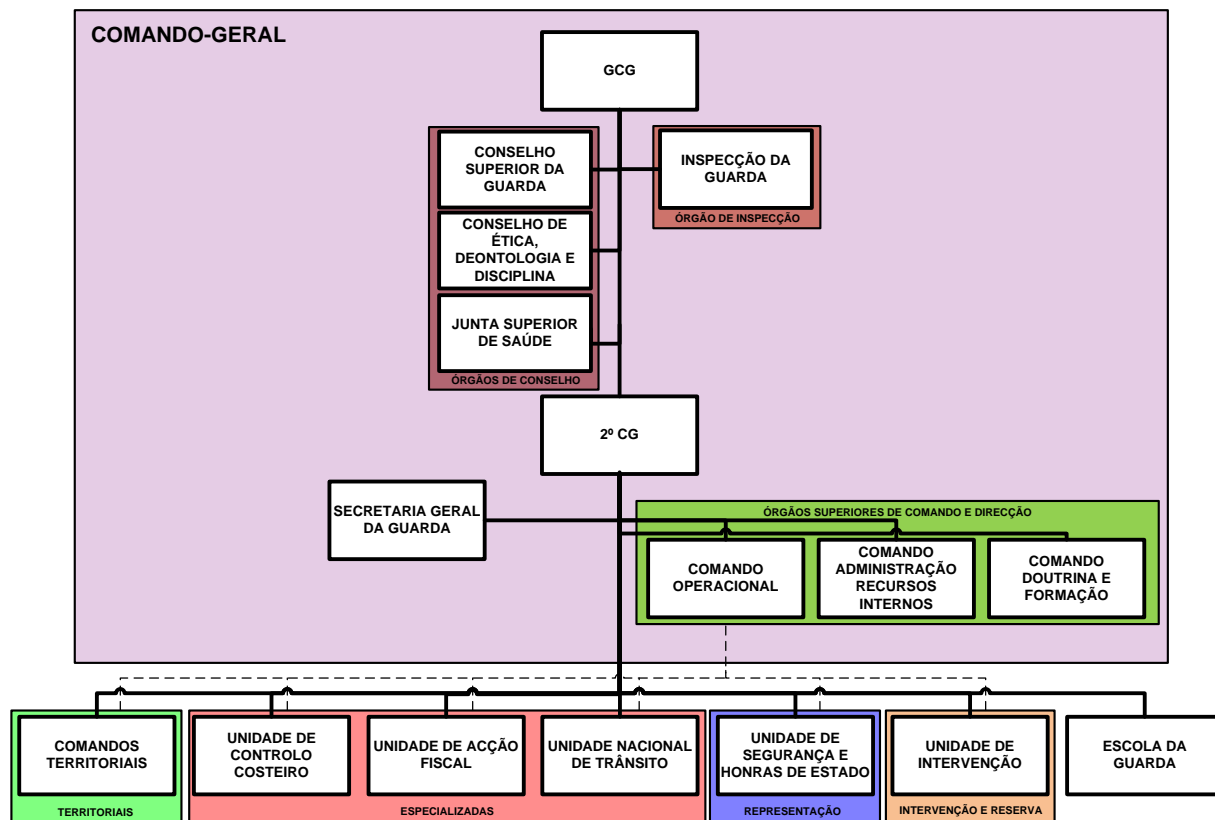 COMANDO-GERAL
GCG
CONSELHO
SUPERIOR DA
GUARDA
CONSELHO DE
ÉTICA,
DEONTOLOGIA E
DISCIPLINA
JUNTA SUPERIOR
DE SAÚDE
ÓRGÃOS DE CONSELHO
INSPECÇÃO DA
GUARDA
ÓRGÃO DE INSPECÇÃO
2º CG
SECRETARIA GERAL
DA GUARDA
ÓRGÃOS SUPERIORES DE COMANDO E DIRECÇÃO
COMANDO
OPERACIONAL
COMANDO
ADMINISTRAÇÃO
RECURSOS
INTERNOS
COMANDO
DOUTRINA E
FORMAÇÃO
COMANDOS
TERRITORIAIS
TERRITORIAIS
UNIDADE DE
CONTROLO
COSTEIRO
UNIDADE DE ACÇÃO
FISCAL
UNIDADE NACIONAL
DE TRÂNSITO
ESPECIALIZADAS
UNIDADE DE
SEGURANÇA E
HONRAS DE ESTADO
REPRESENTAÇÃO
UNIDADE DE
INTERVENÇÃO
INTERVENÇÃO E RESERVA
ESCOLA DA
GUARDA